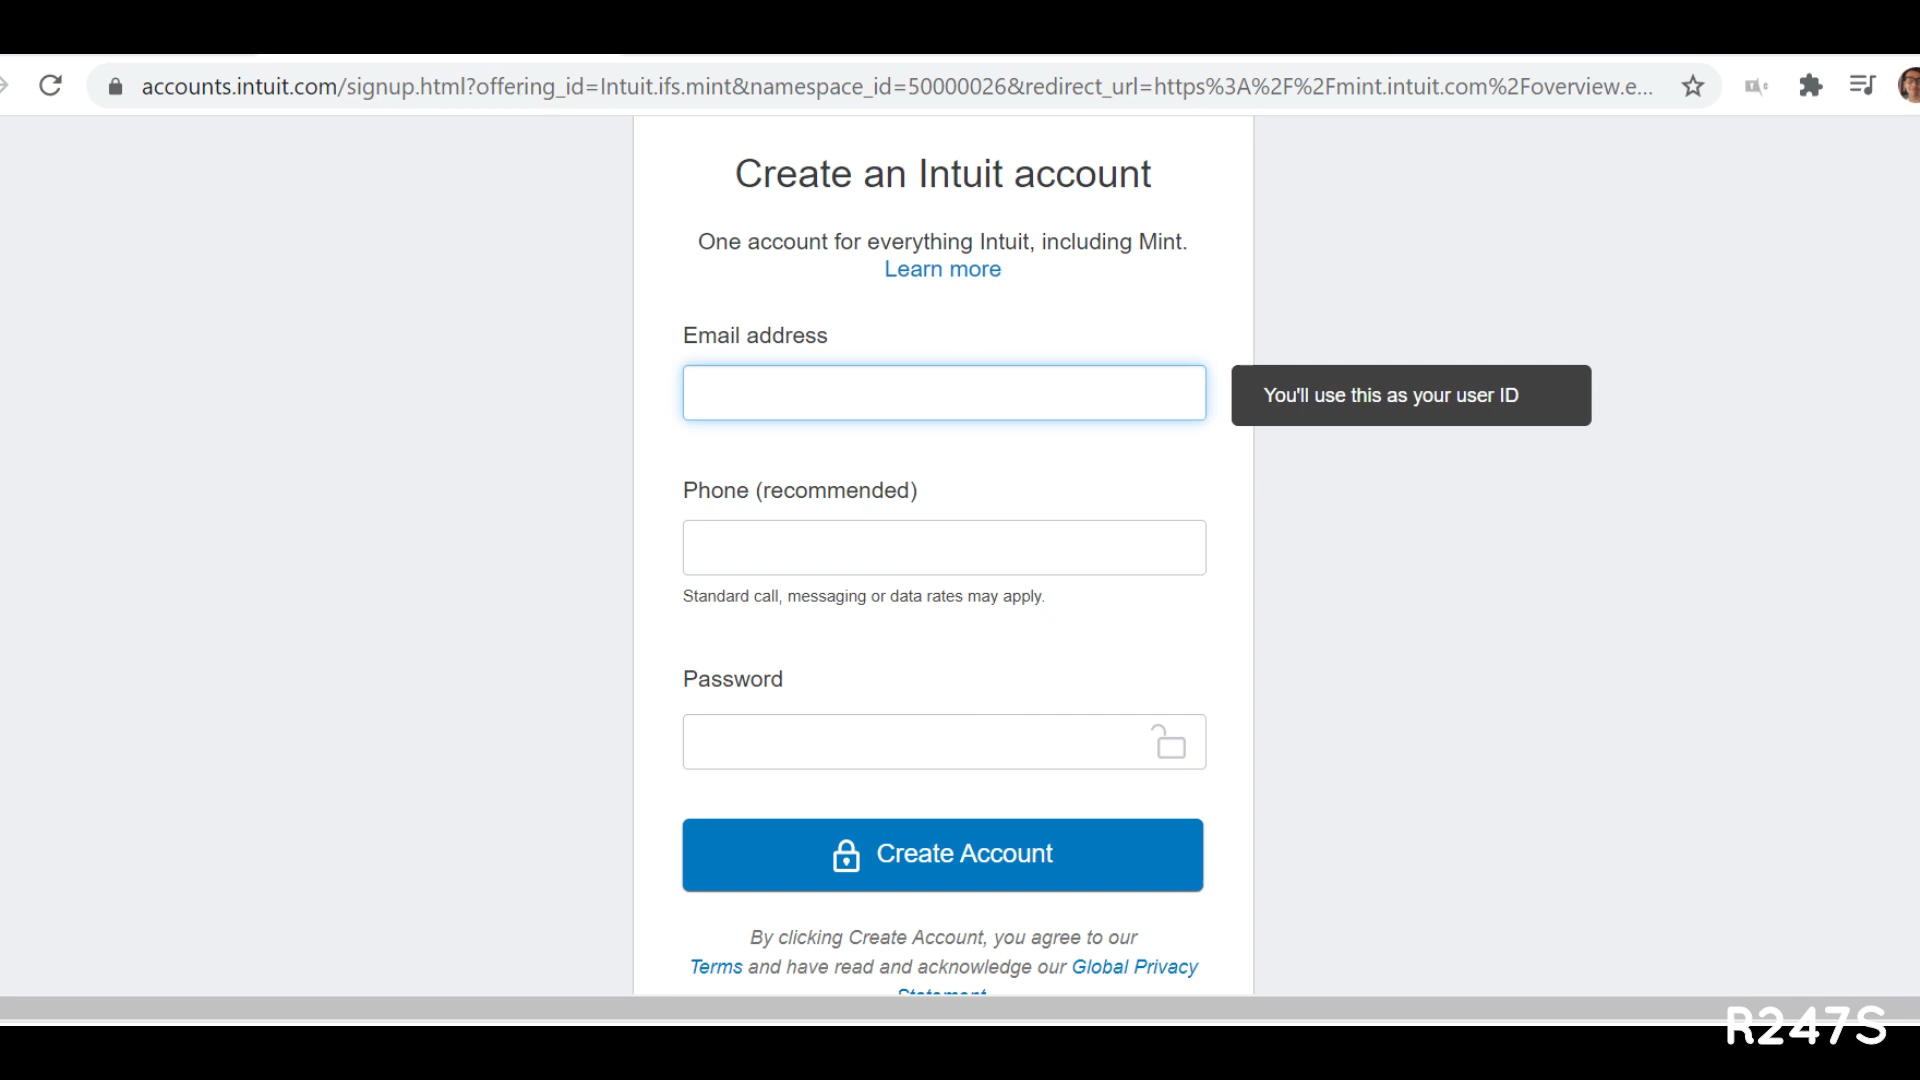 accounts.intuit.com/signup.html?offering_id=Intuit.ifs.mint&namespace_id=50000026&redirect_url=https%3A%2F%2Fmint.intuit.com%2Foverview.e...
Create an Intuit account
One account for everything Intuit, including Mint.
Learn more
Email address
You'll use this as your user ID
Phone (recommended)
Standard call, messaging or data rates may apply.
Password
Create Account
By clicking Create Account, you agree to our
Terms and have read and acknowledge our Global Privacy
Statement
R247S